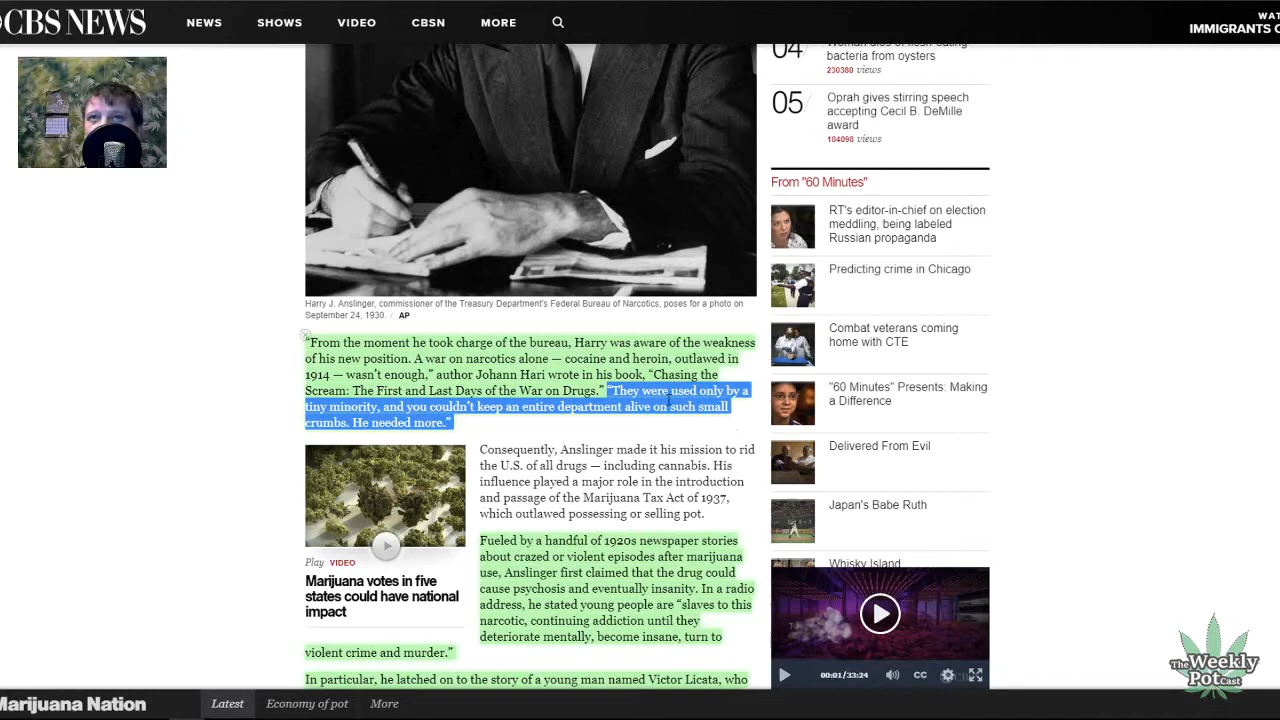 CBS NEWS
NEWS
SHOWS
VIDEO
CBSN
MORE
WAT
IMMIGRANTS C
04
Woman dies of flesh-eating
bacteria from oysters
230380 views
05
Oprah gives stirring speech
accepting Cecil B. DeMille
award
104098 views
From "60 Minutes"
RT's editor-in-chief on election
meddling, being labeled
Russian propaganda
Predicting crime in Chicago
Combat veterans coming
home with CTE
"60 Minutes" Presents: Making
a Difference
Delivered From Evil
Japan's Babe Ruth
Whisky Island
00:01/33:24
CC
Harry J. Anslinger, commissioner of the Treasury Department's Federal Bureau of Narcotics, poses for a photo on
September 24, 1930. / AP
“From the moment he took charge of the bureau, Harry was aware of the weakness
of his new position. A war on narcotics alone — cocaine and heroin, outlawed in
1914 — wasn’t enough,” author Johann Hari wrote in his book, “Chasing the
Scream: The First and Last Days of the War on Drugs.” “They were used only by a
tiny minority, and you couldn’t keep an entire department alive on such small
crumbs. He needed more.”
Consequently, Anslinger made it his mission to rid
the U.S. of all drugs — including cannabis. His
influence played a major role in the introduction
and passage of the Marijuana Tax Act of 1937,
which outlawed possessing or selling pot.
Play VIDEO
Marijuana votes in five
states could have national
impact
Fueled by a handful of 1920s newspaper stories
about crazed or violent episodes after marijuana
use, Anslinger first claimed that the drug could
cause psychosis and eventually insanity. In a radio
address, he stated young people are “slaves to this
narcotic, continuing addiction until they
deteriorate mentally, become insane, turn to
violent crime and murder.”
In particular, he latched on to the story of a young man named Victor Licata, who
The Weekly
PotCast
Marijuana Nation
Latest
Economy of pot
More